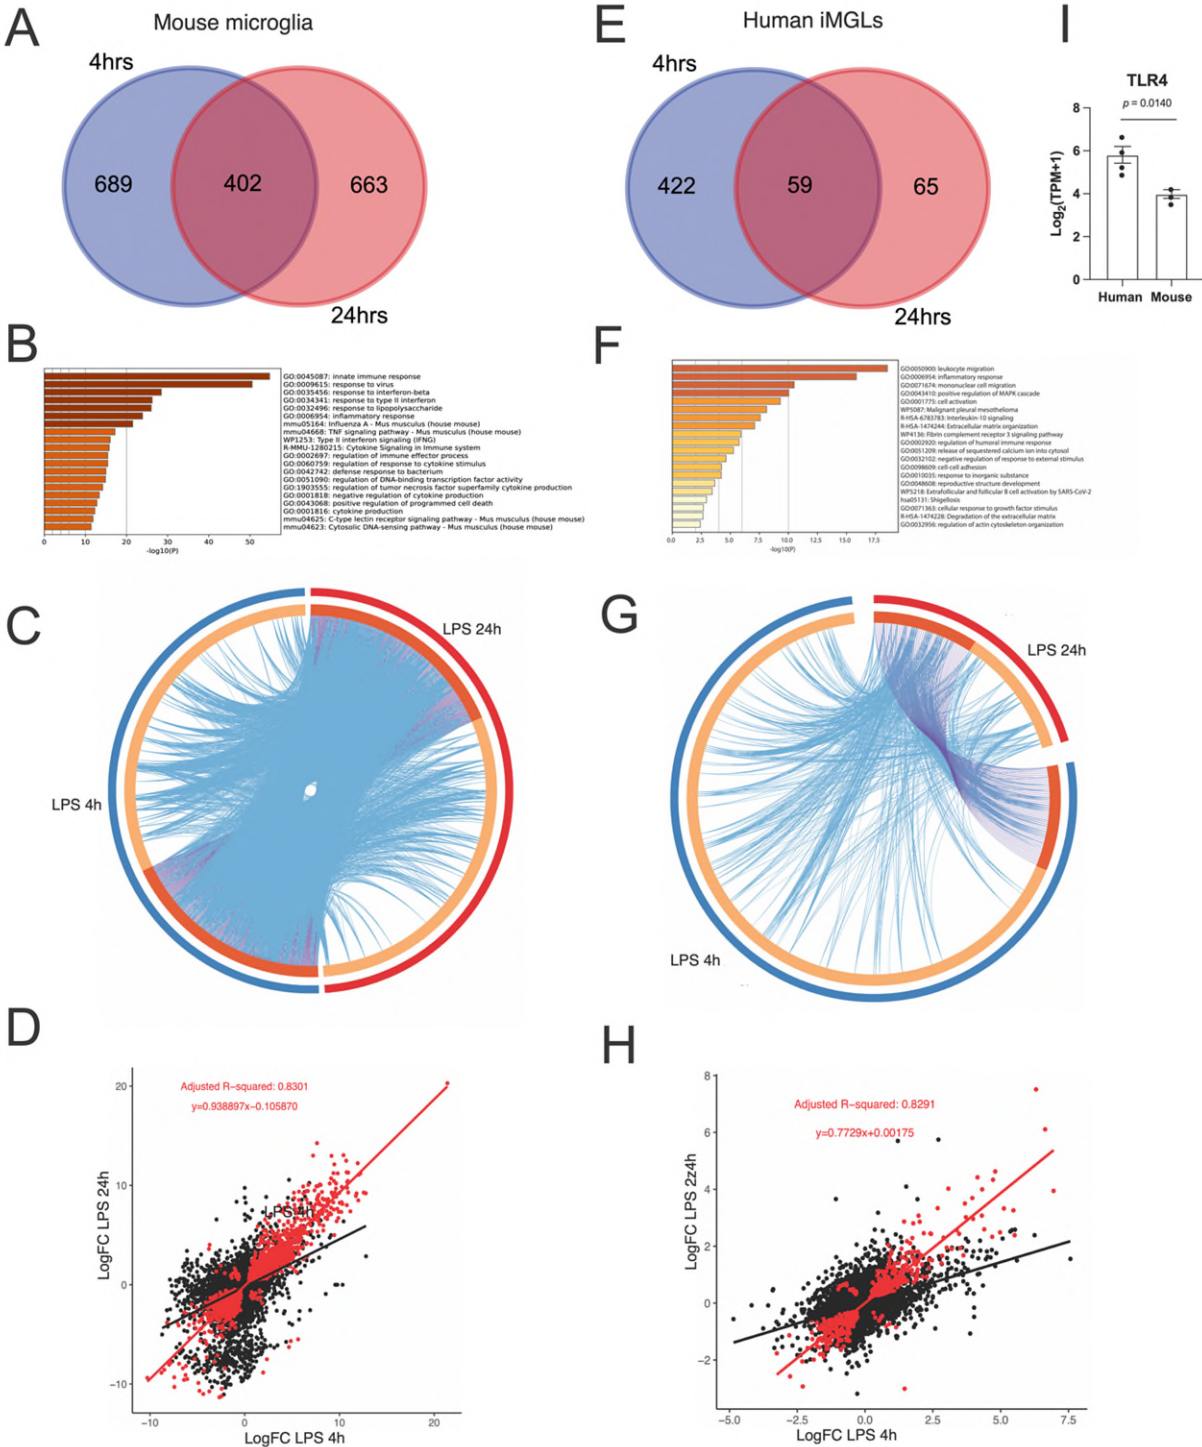 A
Mouse microglia
4hrs
689
402
663
24hrs
B
GO:0045087: innate immune response
GO:0009615: response to virus
GO:0035456: response to interferon-beta
GO:0034341: response to type II interferon
GO:0032496: response to lipopolysaccharide
GO:0006954: inflammatory response
mmu05164: Influenza A - Mus musculus (house mouse)
mmu04668: TNF signaling pathway - Mus musculus (house mouse)
WP1253: Type II interferon signaling (IFNG)
R-MMU-1280215: Cytokine Signaling in Immune system
GO:0002697: regulation of immune effector process
GO:0060759: regulation of response to cytokine stimulus
GO:0042742: defense response to bacterium
GO:0051090: regulation of DNA-binding transcription factor activity
GO:1903555: regulation of tumor necrosis factor superfamily cytokine production
GO:0001818: negative regulation of cytokine production
GO:0043068: positive regulation of programmed cell death
GO:0001816: cytokine production
mmu04625: C-type lectin receptor signaling pathway - Mus musculus (house mouse)
mmu04623: Cytosolic DNA-sensing pathway - Mus musculus (house mouse)
0 10 20 30 40 50
-log10(P)
C
LPS 24h
LPS 4h
D
Adjusted R-squared: 0.8301
y=0.938897x-0.105870
LPS 4h
LogFC LPS 24h
20
10
0
-10
-10 0 10 20
LogFC LPS 4h
E
Human iMGLs
4hrs
422
59
65
24hrs
F
GO:0050900: leukocyte migration
GO:0006954: inflammatory response
GO:0071674: mononuclear cell migration
GO:0043410: positive regulation of MAPK cascade
GO:0001775: cell activation
WP5087: Malignant pleural mesothelioma
R-HSA-6783783: Interleukin-10 signaling
R-HSA-1474244: Extracellular matrix organization
WP4136: Fibrin complement receptor 3 signaling pathway
GO:0002920: regulation of humoral immune response
GO:0051209: release of sequestered calcium ion into cytosol
GO:0032102: negative regulation of response to external stimulus
GO:0098609: cell-cell adhesion
GO:0010035: response to inorganic substance
GO:0048608: reproductive structure development
WP5218: Extrafollicular and follicular B cell activation by SARS-CoV-2
hsa05131: Shigellosis
GO:0071363: cellular response to growth factor stimulus
R-HSA-1474228: Degradation of the extracellular matrix
GO:0032956: regulation of actin cytoskeleton organization
0.0 2.5 5.0 7.5 10.0 12.5 15.0 17.5
-log10(P)
G
LPS 24h
LPS 4h
H
Adjusted R-squared: 0.8291
y=0.7729x+0.00175
LogFC LPS 2z4h
8
6
4
2
0
-2
-5.0 -2.5 0.0 2.5 5.0 7.5
LogFC LPS 4h
I
TLR4
p = 0.0140
Log2(TPM+1)
8
6
4
2
0
Human Mouse